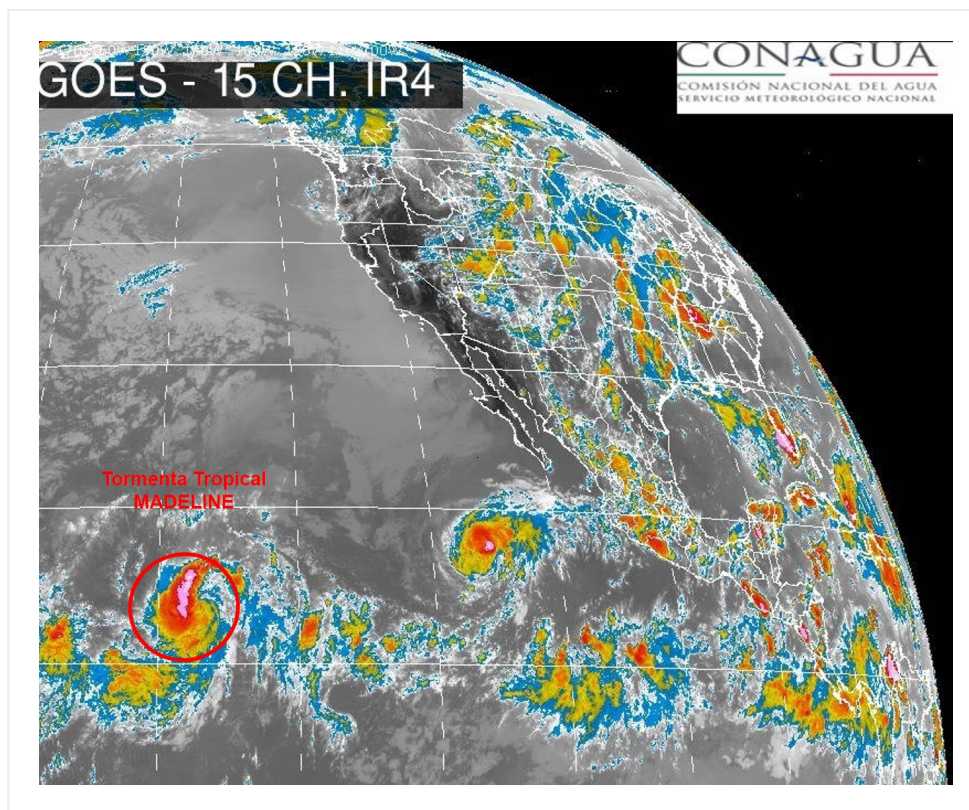 GOES - 15 CH. IR4
CONAGUA
COMISIÓN NACIONAL DEL AGUA
SERVICIO METEOROLÓGICO NACIONAL
Tormenta Tropical
MADELINE